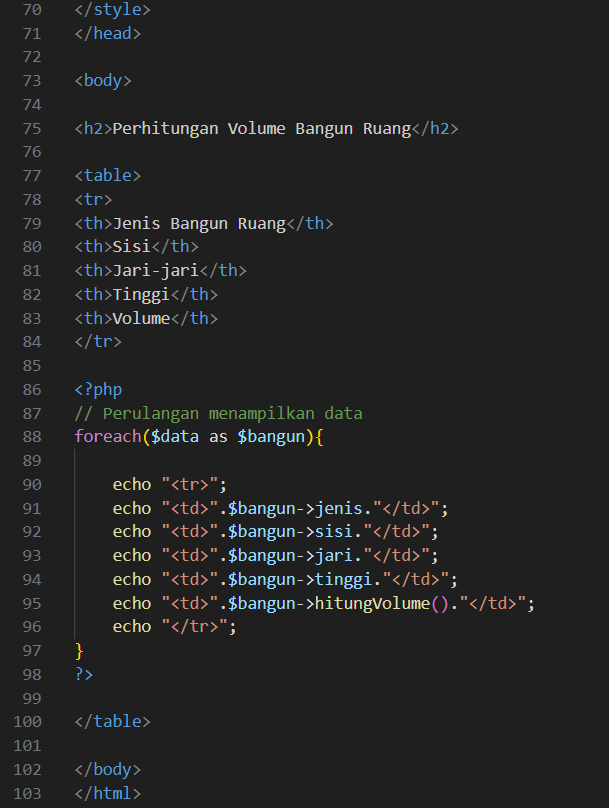 70 </style>
71 </head>
72
73 <body>
74
75 <h2>Perhitungan Volume Bangun Ruang</h2>
76
77 <table>
78 <tr>
79 <th>Jenis Bangun Ruang</th>
80 <th>Sisi</th>
81 <th>Jari-jari</th>
82 <th>Tinggi</th>
83 <th>Volume</th>
84 </tr>
85
86 <?php
87 // Perulangan menampilkan data
88 foreach($data as $bangun){
89
90     echo "<tr>";
91     echo "<td>".$bangun->jenis."</td>";
92     echo "<td>".$bangun->sisi."</td>";
93     echo "<td>".$bangun->jari."</td>";
94     echo "<td>".$bangun->tinggi."</td>";
95     echo "<td>".$bangun->hitungVolume()."</td>";
96     echo "</tr>";
97 }
98 ?>
99
100 </table>
101
102 </body>
103 </html>